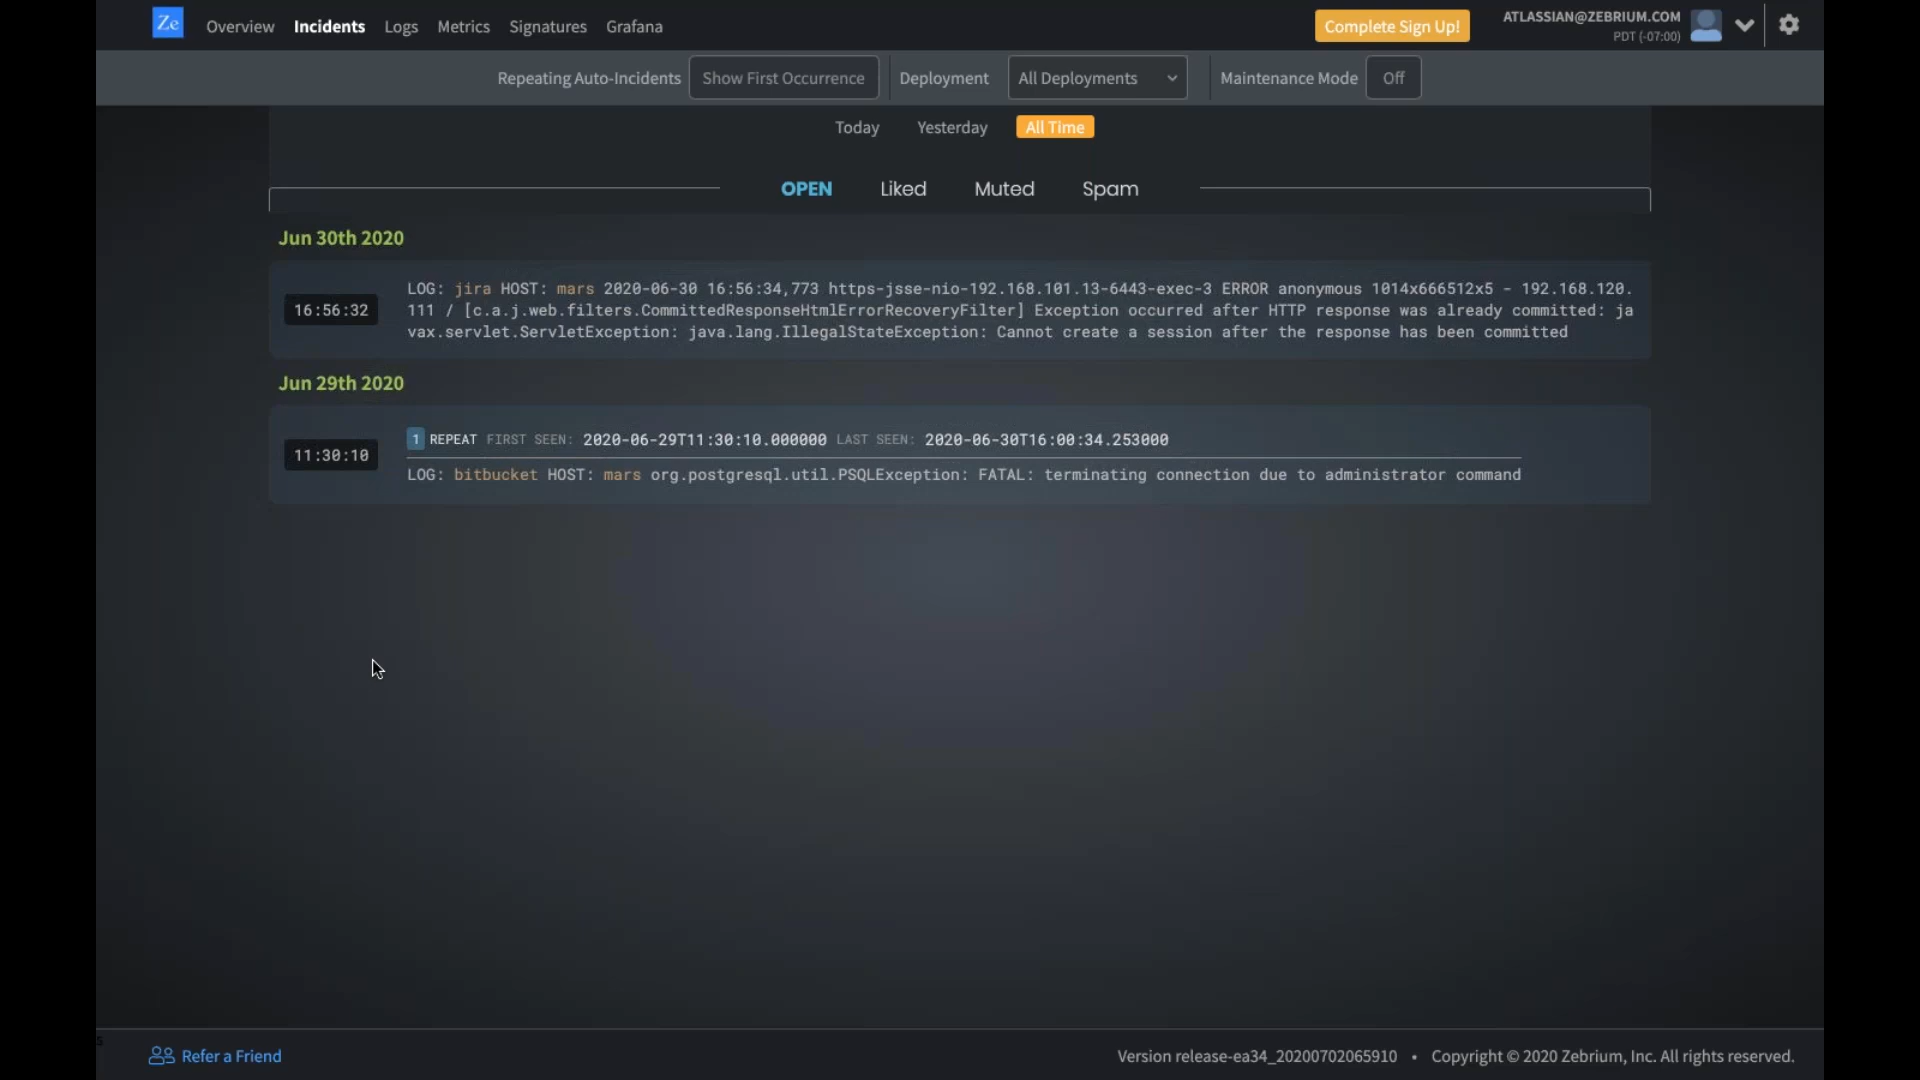 Ze Overview Incidents Logs Metrics Signatures Grafana Complete Sign Up! ATLASSIAN@ZEBRIUM.COM
PDT (-07:00)
Repeating Auto-Incidents Show First Occurrence Deployment All Deployments Maintenance Mode Off
Today Yesterday All Time
OPEN Liked Muted Spam
Jun 30th 2020
16:56:32
LOG: jira HOST: mars 2020-06-30 16:56:34,773 https-jsse-nio-192.168.101.13-6443-exec-3 ERROR anonymous 1014x666512x5 - 192.168.120.
111 / [c.a.j.web.filters.CommittedResponseHtmlErrorRecoveryFilter] Exception occurred after HTTP response was already committed: ja
vax.servlet.ServletException: java.lang.IllegalStateException: Cannot create a session after the response has been committed
Jun 29th 2020
11:30:10
1 REPEAT FIRST SEEN: 2020-06-29T11:30:10.000000 LAST SEEN: 2020-06-30T16:00:34.253000
LOG: bitbucket HOST: mars org.postgresql.util.PSQLException: FATAL: terminating connection due to administrator command
Refer a Friend Version release-ea34_20200702065910 • Copyright © 2020 Zebrium, Inc. All rights reserved.